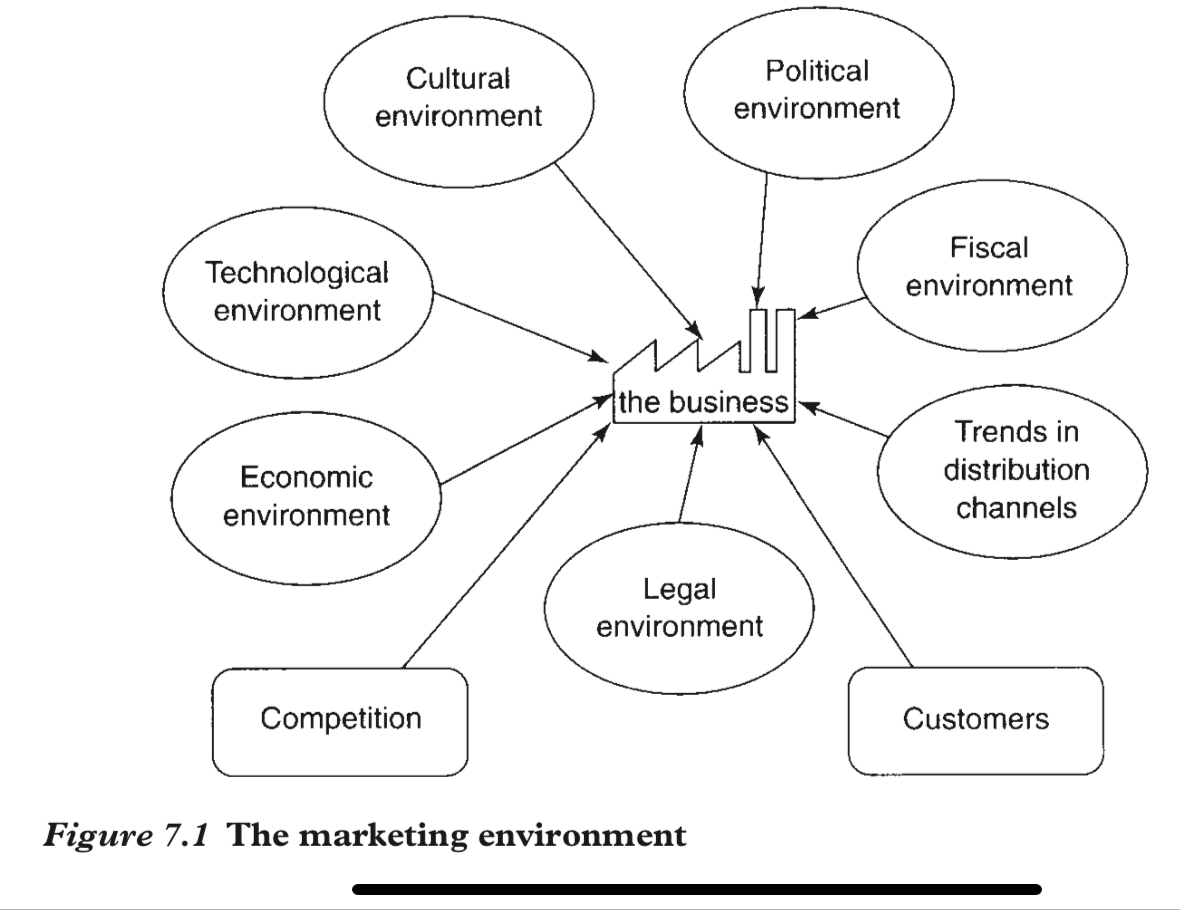 Cultural
environment
Political
environment
Technological
environment
Fiscal
environment
the business
Economic
environment
Trends in
distribution
channels
Legal
environment
Competition
Customers
Figure 7.1 The marketing environment